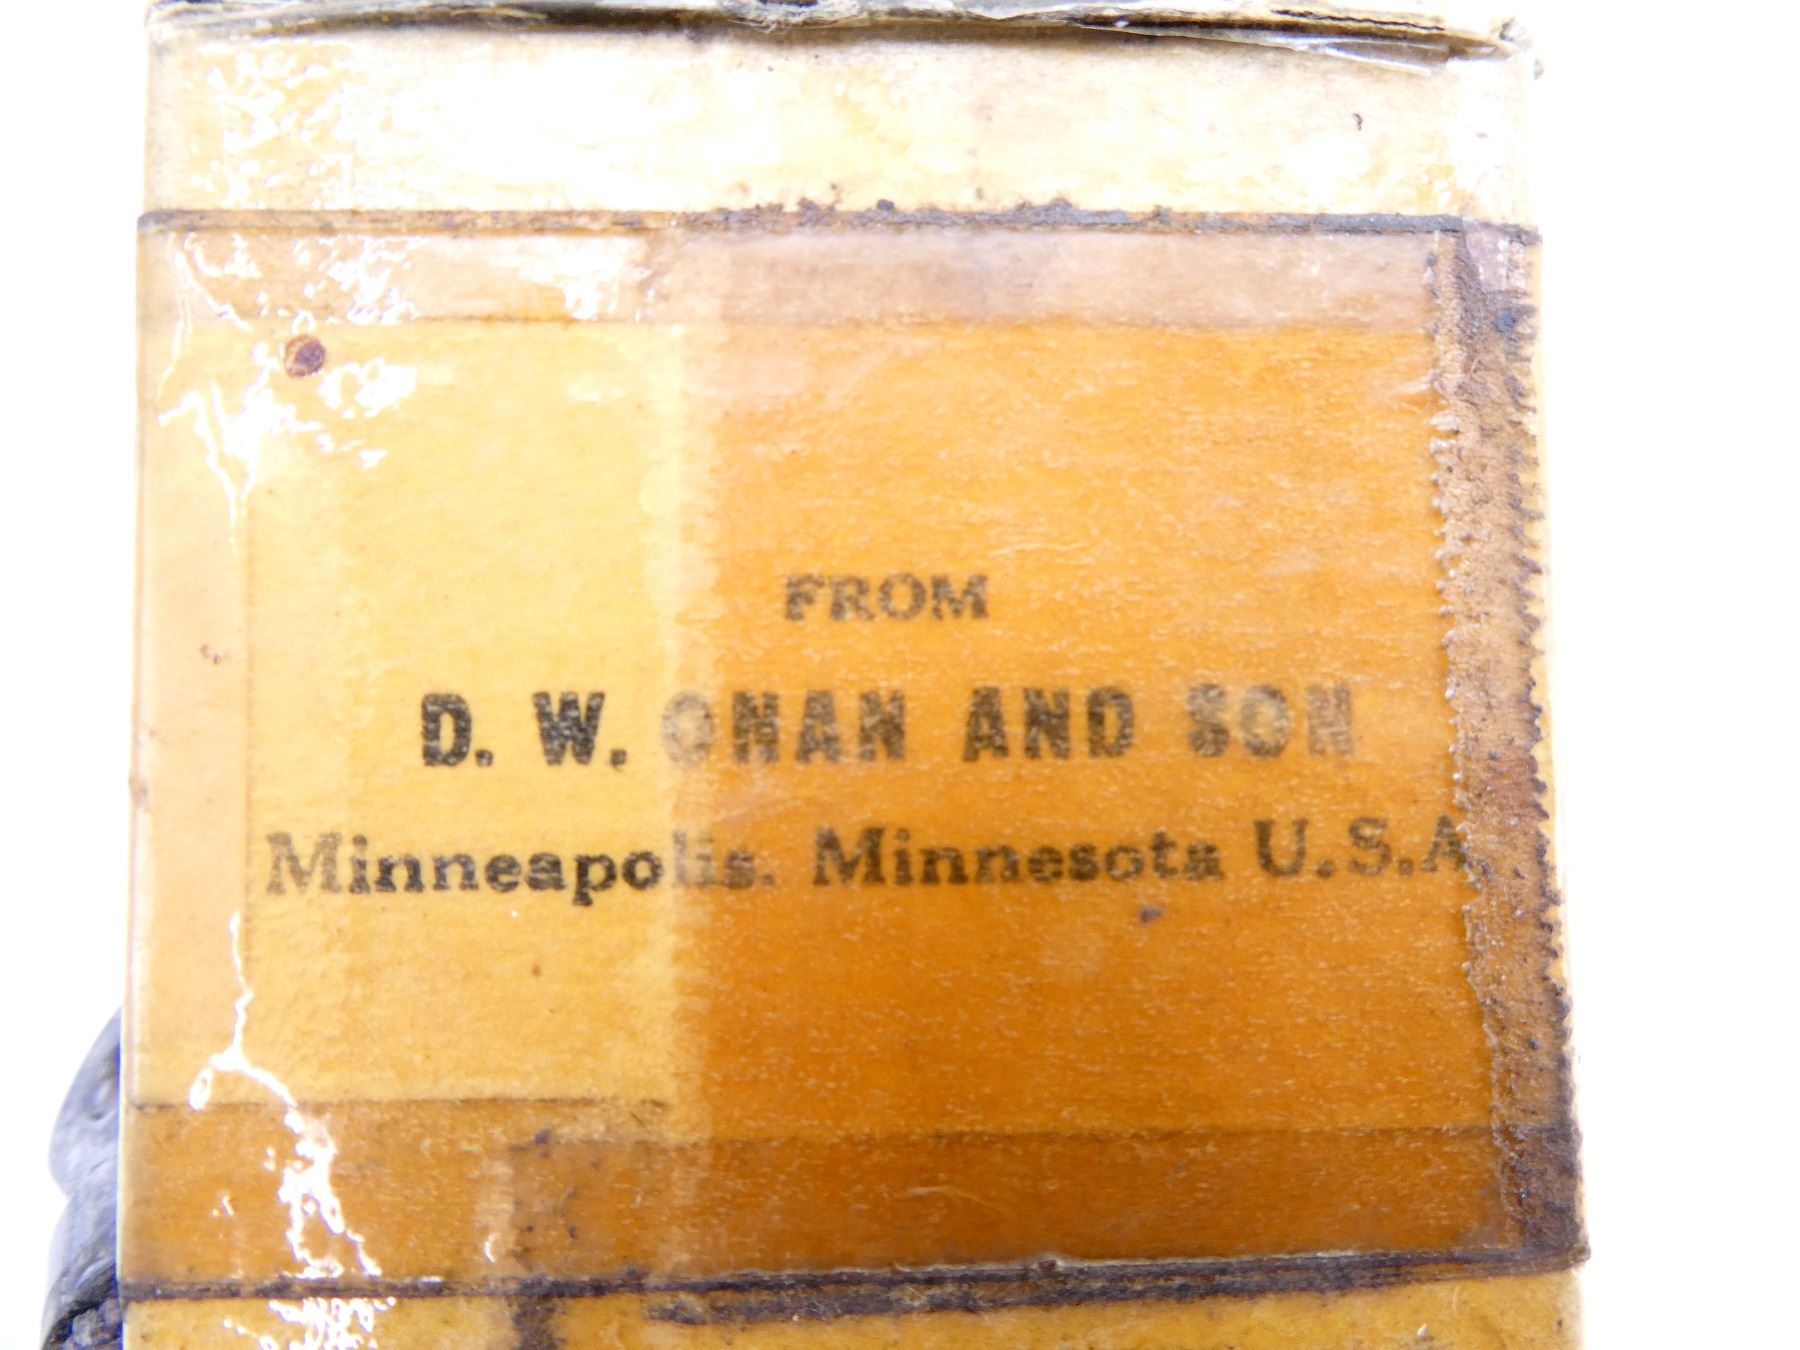 FROM
D. W. ONAN AND SON
Minneapolis. Minnesota U.S.A